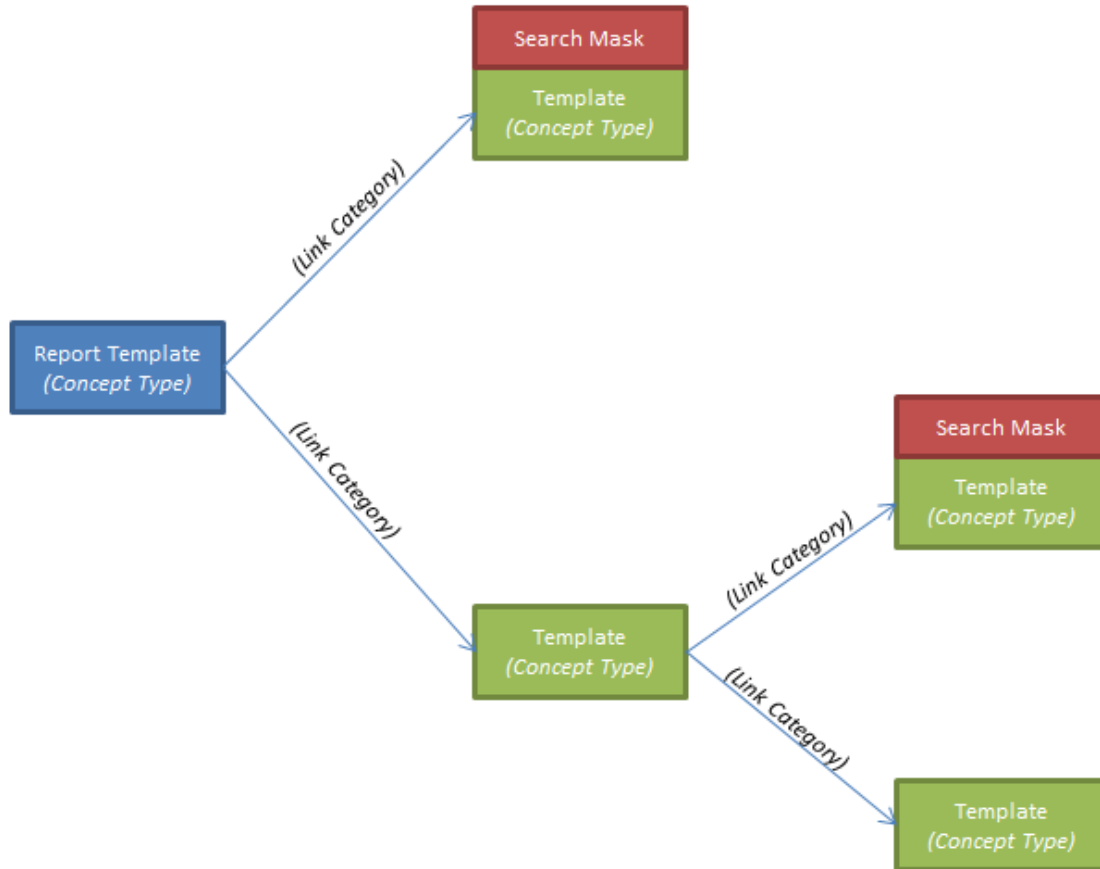 Search Mask
Template
(Concept Type)
(Link Category)
Report Template
(Concept Type)
(Link Category)
Search Mask
Template
(Concept Type)
(Link Category)
Template
(Concept Type)
(Link Category)
Template
(Concept Type)